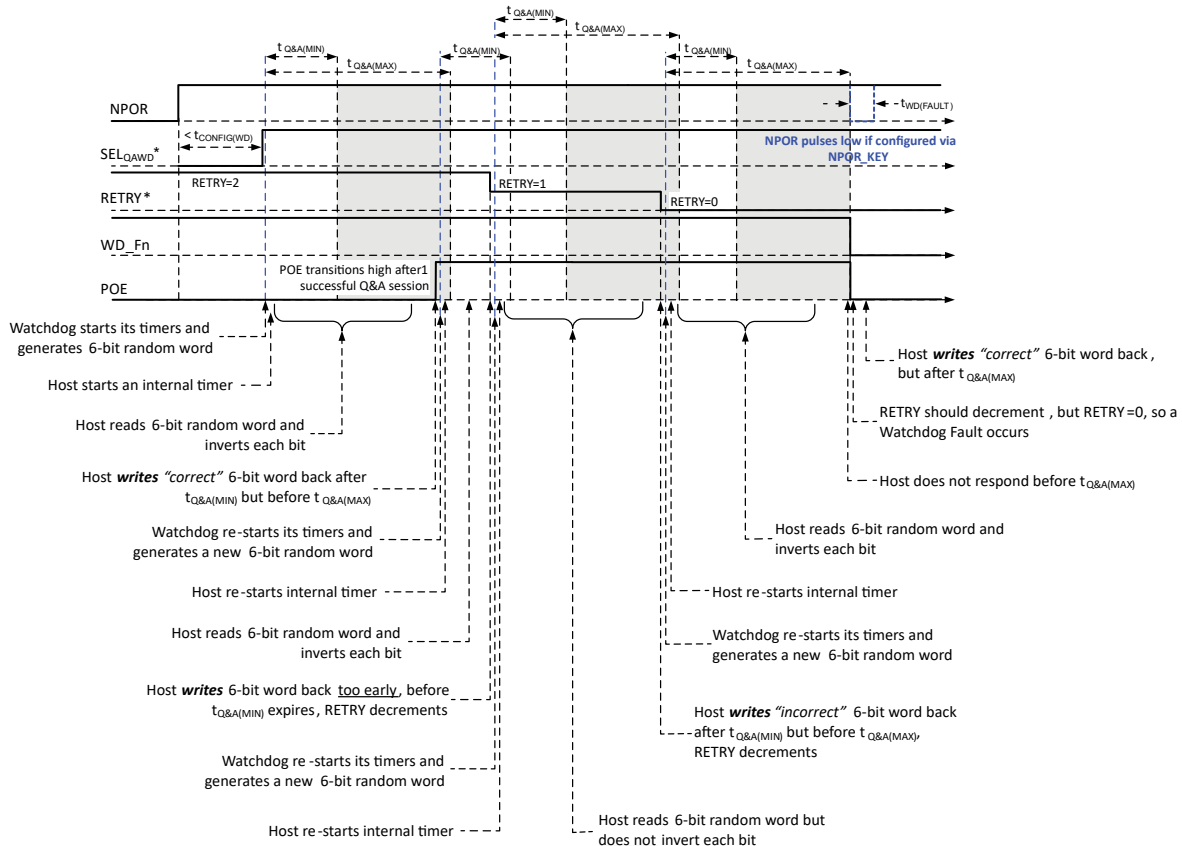 t Q&A(MIN)
t Q&A(MAX)
t Q&A(MIN)
t Q&A(MIN)
t Q&A(MIN)
t Q&A(MAX)
t Q&A(MAX)
NPOR
- -tWD(FAULT)
< tCONFIG(WD)
NPOR pulses low if configured via
NPOR_KEY
SELQAWD*
RETRY=2
RETRY=1
RETRY=0
RETRY*
WD_Fn
POE transitions high after1
successful Q&A session
POE
Watchdog starts its timers and
generates 6-bit random word
Host starts an internal timer
Host reads 6-bit random word and
inverts each bit
Host writes "correct" 6-bit word back after
tQ&A(MIN) but before tQ&A(MAX)
Watchdog re-starts its timers and
generates a new 6-bit random word
Host re-starts internal timer
Host reads 6-bit random word and
inverts each bit
Host writes 6-bit word back too early, before
tQ&A(MIN) expires, RETRY decrements
Watchdog re-starts its timers and
generates a new 6-bit random word
Host re-starts internal timer
Host writes "correct" 6-bit word back,
but after tQ&A(MAX)
RETRY should decrement, but RETRY=0, so a
Watchdog Fault occurs
Host does not respond before tQ&A(MAX)
Host reads 6-bit random word and
inverts each bit
Host re-starts internal timer
Watchdog re-starts its timers and
generates a new 6-bit random word
Host writes "incorrect" 6-bit word back
after tQ&A(MIN) but before tQ&A(MAX),
RETRY decrements
Host reads 6-bit random word but
does not invert each bit